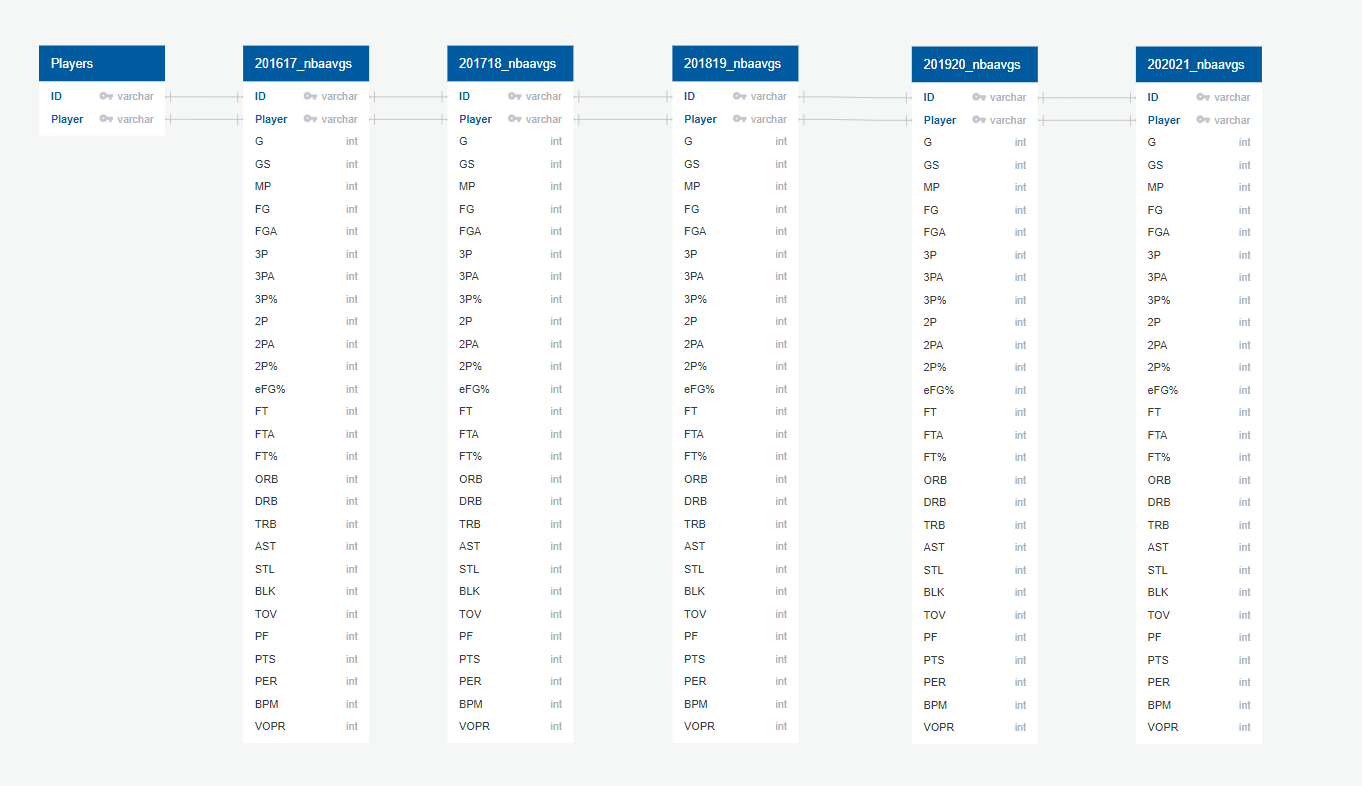 Players
ID varchar
Player varchar
201617_nbaavgs
ID varchar
Player varchar
G int
GS int
MP int
FG int
FGA int
3P int
3PA int
3P% int
2P int
2PA int
2P% int
eFG% int
FT int
FTA int
FT% int
ORB int
DRB int
TRB int
AST int
STL int
BLK int
TOV int
PF int
PTS int
PER int
BPM int
VOPR int
201718_nbaavgs
ID varchar
Player varchar
G int
GS int
MP int
FG int
FGA int
3P int
3PA int
3P% int
2P int
2PA int
2P% int
eFG% int
FT int
FTA int
FT% int
ORB int
DRB int
TRB int
AST int
STL int
BLK int
TOV int
PF int
PTS int
PER int
BPM int
VOPR int
201819_nbaavgs
ID varchar
Player varchar
G int
GS int
MP int
FG int
FGA int
3P int
3PA int
3P% int
2P int
2PA int
2P% int
eFG% int
FT int
FTA int
FT% int
ORB int
DRB int
TRB int
AST int
STL int
BLK int
TOV int
PF int
PTS int
PER int
BPM int
VOPR int
201920_nbaavgs
ID varchar
Player varchar
G int
GS int
MP int
FG int
FGA int
3P int
3PA int
3P% int
2P int
2PA int
2P% int
eFG% int
FT int
FTA int
FT% int
ORB int
DRB int
TRB int
AST int
STL int
BLK int
TOV int
PF int
PTS int
PER int
BPM int
VOPR int
202021_nbaavgs
ID varchar
Player varchar
G int
GS int
MP int
FG int
FGA int
3P int
3PA int
3P% int
2P int
2PA int
2P% int
eFG% int
FT int
FTA int
FT% int
ORB int
DRB int
TRB int
AST int
STL int
BLK int
TOV int
PF int
PTS int
PER int
BPM int
VOPR int